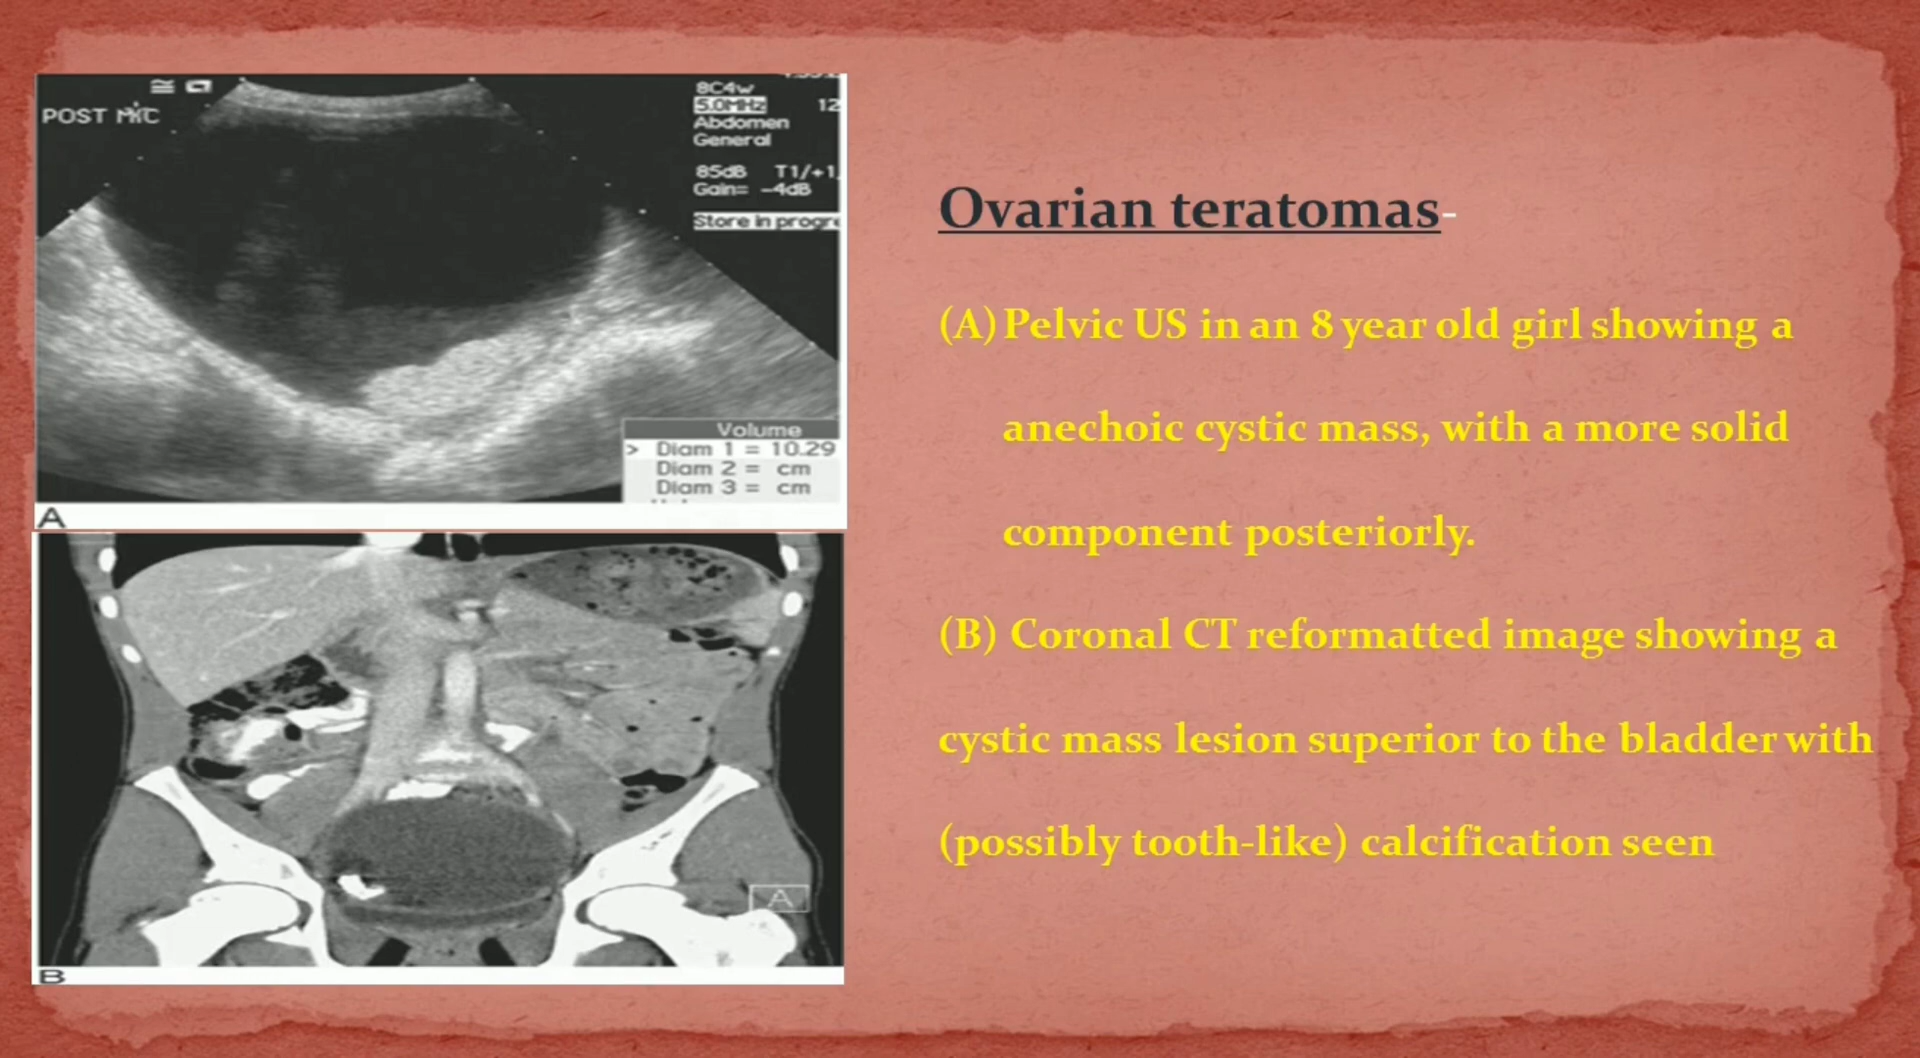 POST MIC
8C4w
5.0MHz 12
Abdomen
General
85dB T1/+1
Gain= -4dB
Store in progre
Volume
> Diam 1 = 10.29
Diam 2 = cm
Diam 3 = cm
A
A
B
Ovarian teratomas-
(A) Pelvic US in an 8 year old girl showing a
anechoic cystic mass, with a more solid
component posteriorly.
(B) Coronal CT reformatted image showing a
cystic mass lesion superior to the bladder with
(possibly tooth-like) calcification seen